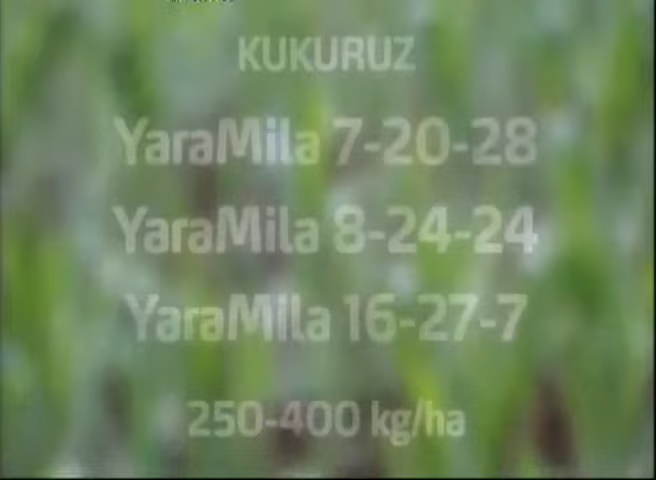 KUKURUZ
YaraMila 7-20-28
YaraMila 8-24-24
YaraMila 16-27-7
250-400 kg/ha